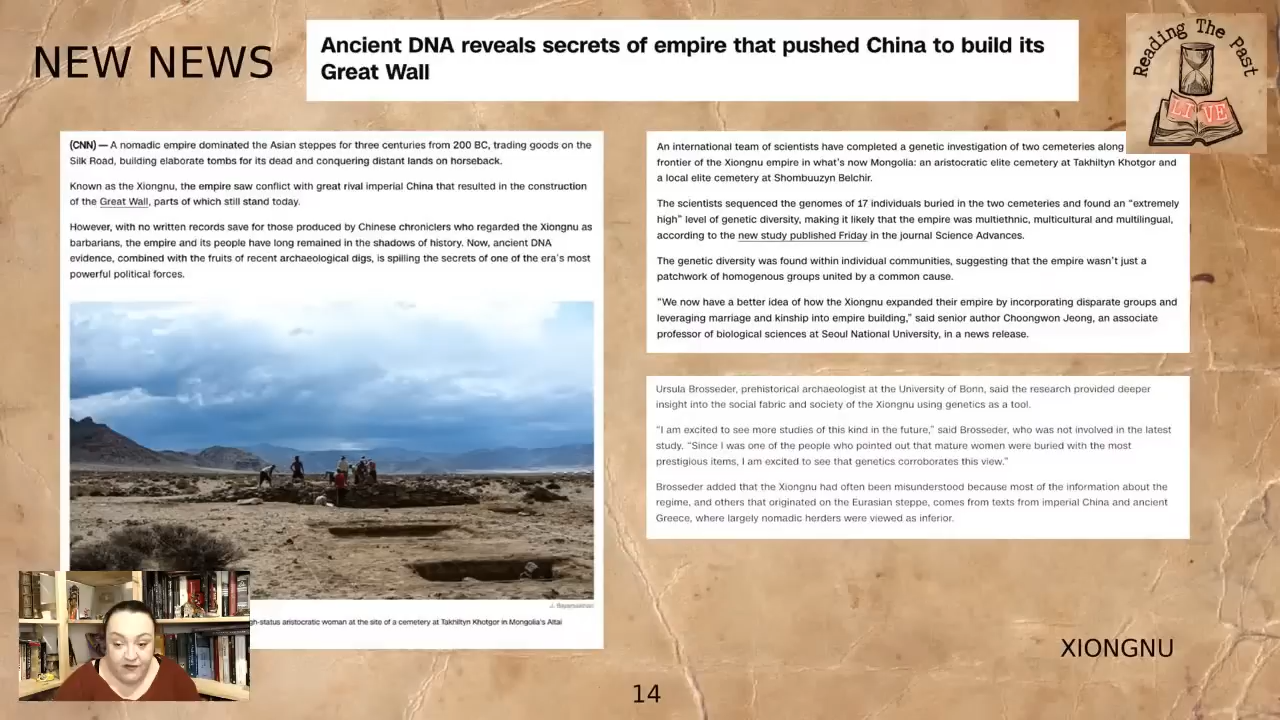 NEW NEWS
Ancient DNA reveals secrets of empire that pushed China to build its
Great Wall
Reading The Past
LIVE
(CNN) — A nomadic empire dominated the Asian steppes for three centuries from 200 BC, trading goods on the
Silk Road, building elaborate tombs for its dead and conquering distant lands on horseback.
Known as the Xiongnu, the empire saw conflict with great rival imperial China that resulted in the construction
of the Great Wall, parts of which still stand today.
However, with no written records save for those produced by Chinese chroniclers who regarded the Xiongnu as
barbarians, the empire and its people have long remained in the shadows of history. Now, ancient DNA
evidence, combined with the fruits of recent archaeological digs, is spilling the secrets of one of the era's most
powerful political forces.
gh-status aristocratic woman at the site of a cemetery at Takhiltyn Khotgor in Mongolia's Altai
An international team of scientists have completed a genetic investigation of two cemeteries along
frontier of the Xiongnu empire in what's now Mongolia: an aristocratic elite cemetery at Takhiltyn Khotgor and
a local elite cemetery at Shombuuzyn Belchir.
The scientists sequenced the genomes of 17 individuals buried in the two cemeteries and found an “extremely
high” level of genetic diversity, making it likely that the empire was multiethnic, multicultural and multilingual,
according to the new study published Friday in the journal Science Advances.
The genetic diversity was found within individual communities, suggesting that the empire wasn't just a
patchwork of homogenous groups united by a common cause.
“We now have a better idea of how the Xiongnu expanded their empire by incorporating disparate groups and
leveraging marriage and kinship into empire building,” said senior author Choongwon Jeong, an associate
professor of biological sciences at Seoul National University, in a news release.
Ursula Brosseder, prehistorical archaeologist at the University of Bonn, said the research provided deeper
insight into the social fabric and society of the Xiongnu using genetics as a tool.
“I am excited to see more studies of this kind in the future,” said Brosseder, who was not involved in the latest
study. “Since I was one of the people who pointed out that mature women were buried with the most
prestigious items, I am excited to see that genetics corroborates this view.”
Brosseder added that the Xiongnu had often been misunderstood because most of the information about the
regime, and others that originated on the Eurasian steppe, comes from texts from imperial China and ancient
Greece, where largely nomadic herders were viewed as inferior.
XIONGNU
14